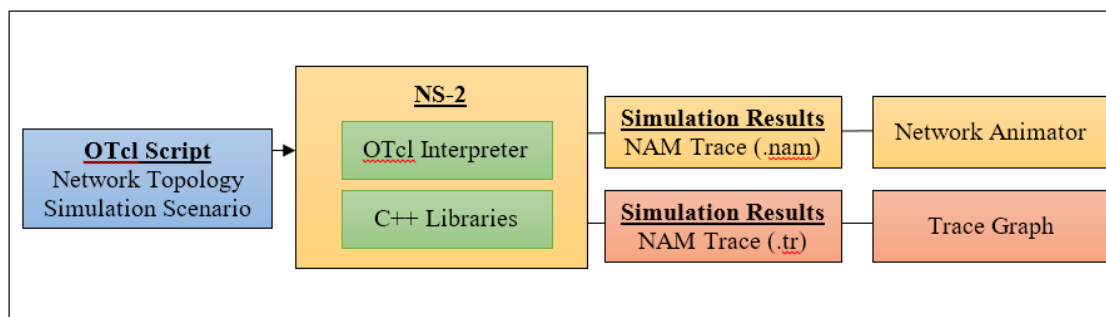 OTcl Script
Network Topology
Simulation Scenario
NS-2
OTcl Interpreter
C++ Libraries
Simulation Results
NAM Trace (.nam)
Network Animator
Simulation Results
NAM Trace (.tr)
Trace Graph